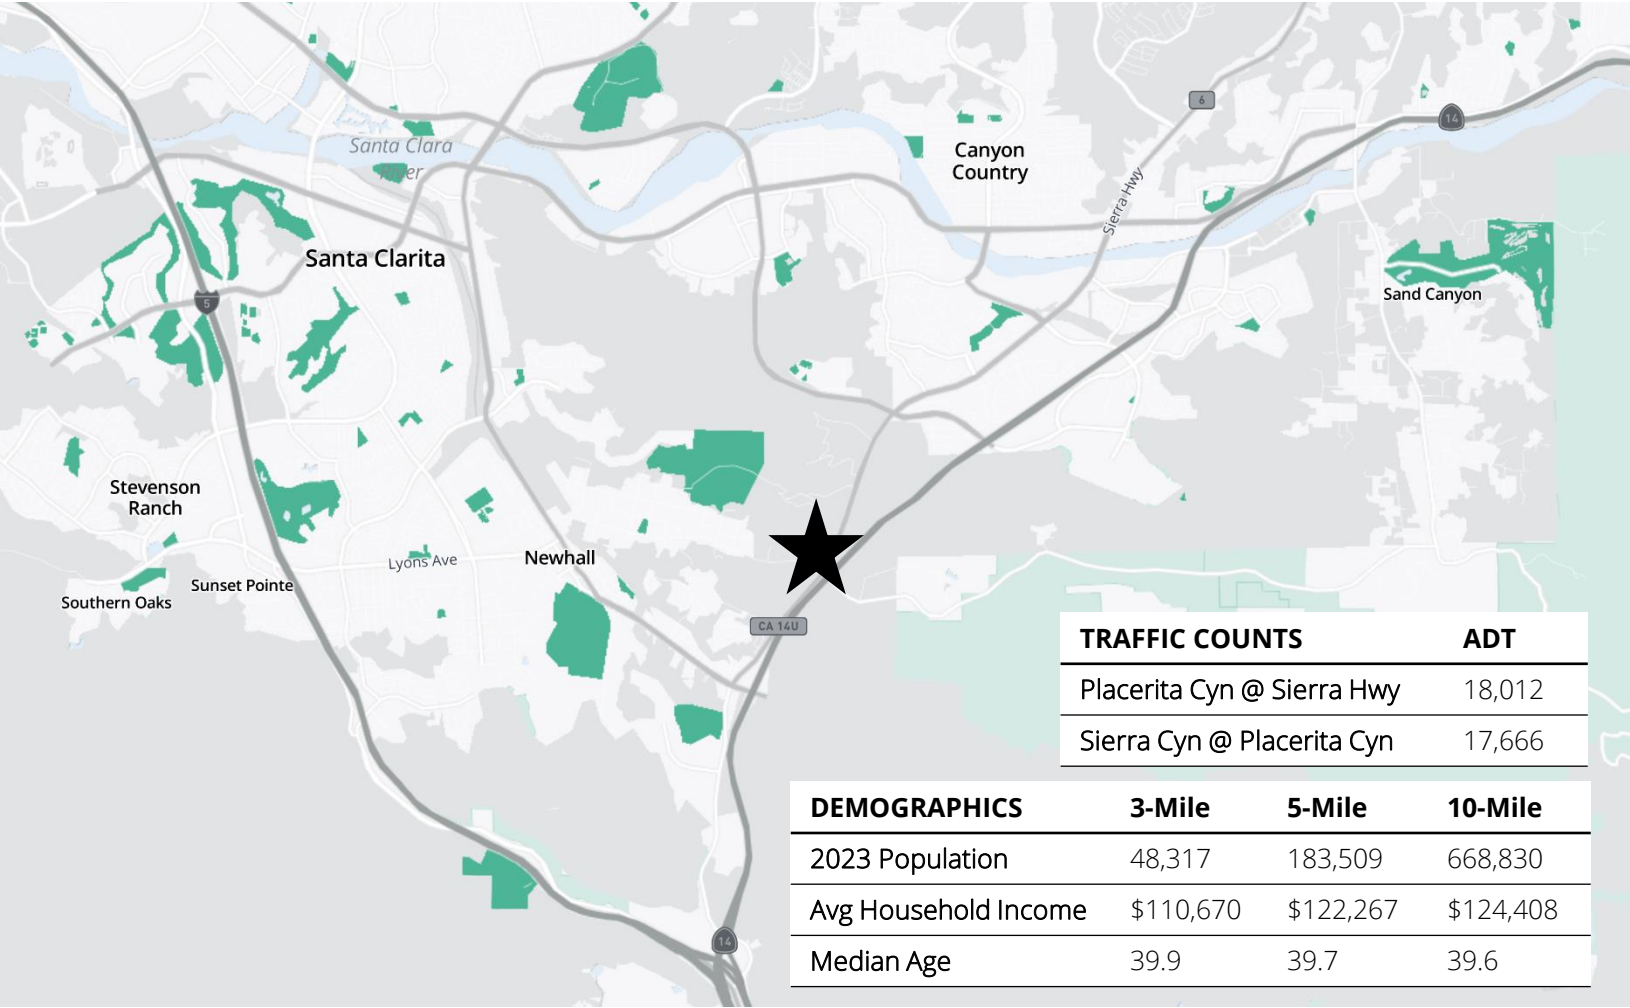 6
14
Santa Clara
River
Canyon
Country
Sierra Hwy
Santa Clarita
5
Sand Canyon
Stevenson
Ranch
Lyons Ave
Newhall
Sunset Pointe
Southern Oaks
CA 14U
TRAFFIC COUNTS ADT
Placerita Cyn @ Sierra Hwy 18,012
Sierra Cyn @ Placerita Cyn 17,666
DEMOGRAPHICS 3-Mile 5-Mile 10-Mile
2023 Population 48,317 183,509 668,830
Avg Household Income $110,670 $122,267 $124,408
Median Age 39.9 39.7 39.6
14